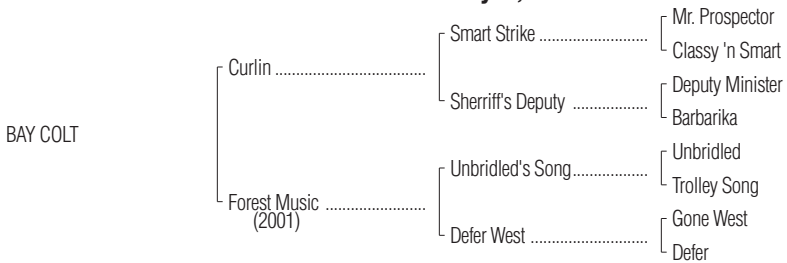 Mr. Prospector
Smart Strike ..........................
Classy 'n Smart
Curlin ....................................
Deputy Minister
Sherriff's Deputy ..................
Barbarika
BAY COLT
Unbridled
Unbridled's Song..................
Trolley Song
Forest Music ........................
(2001)
Gone West
Defer West ............................
Defer